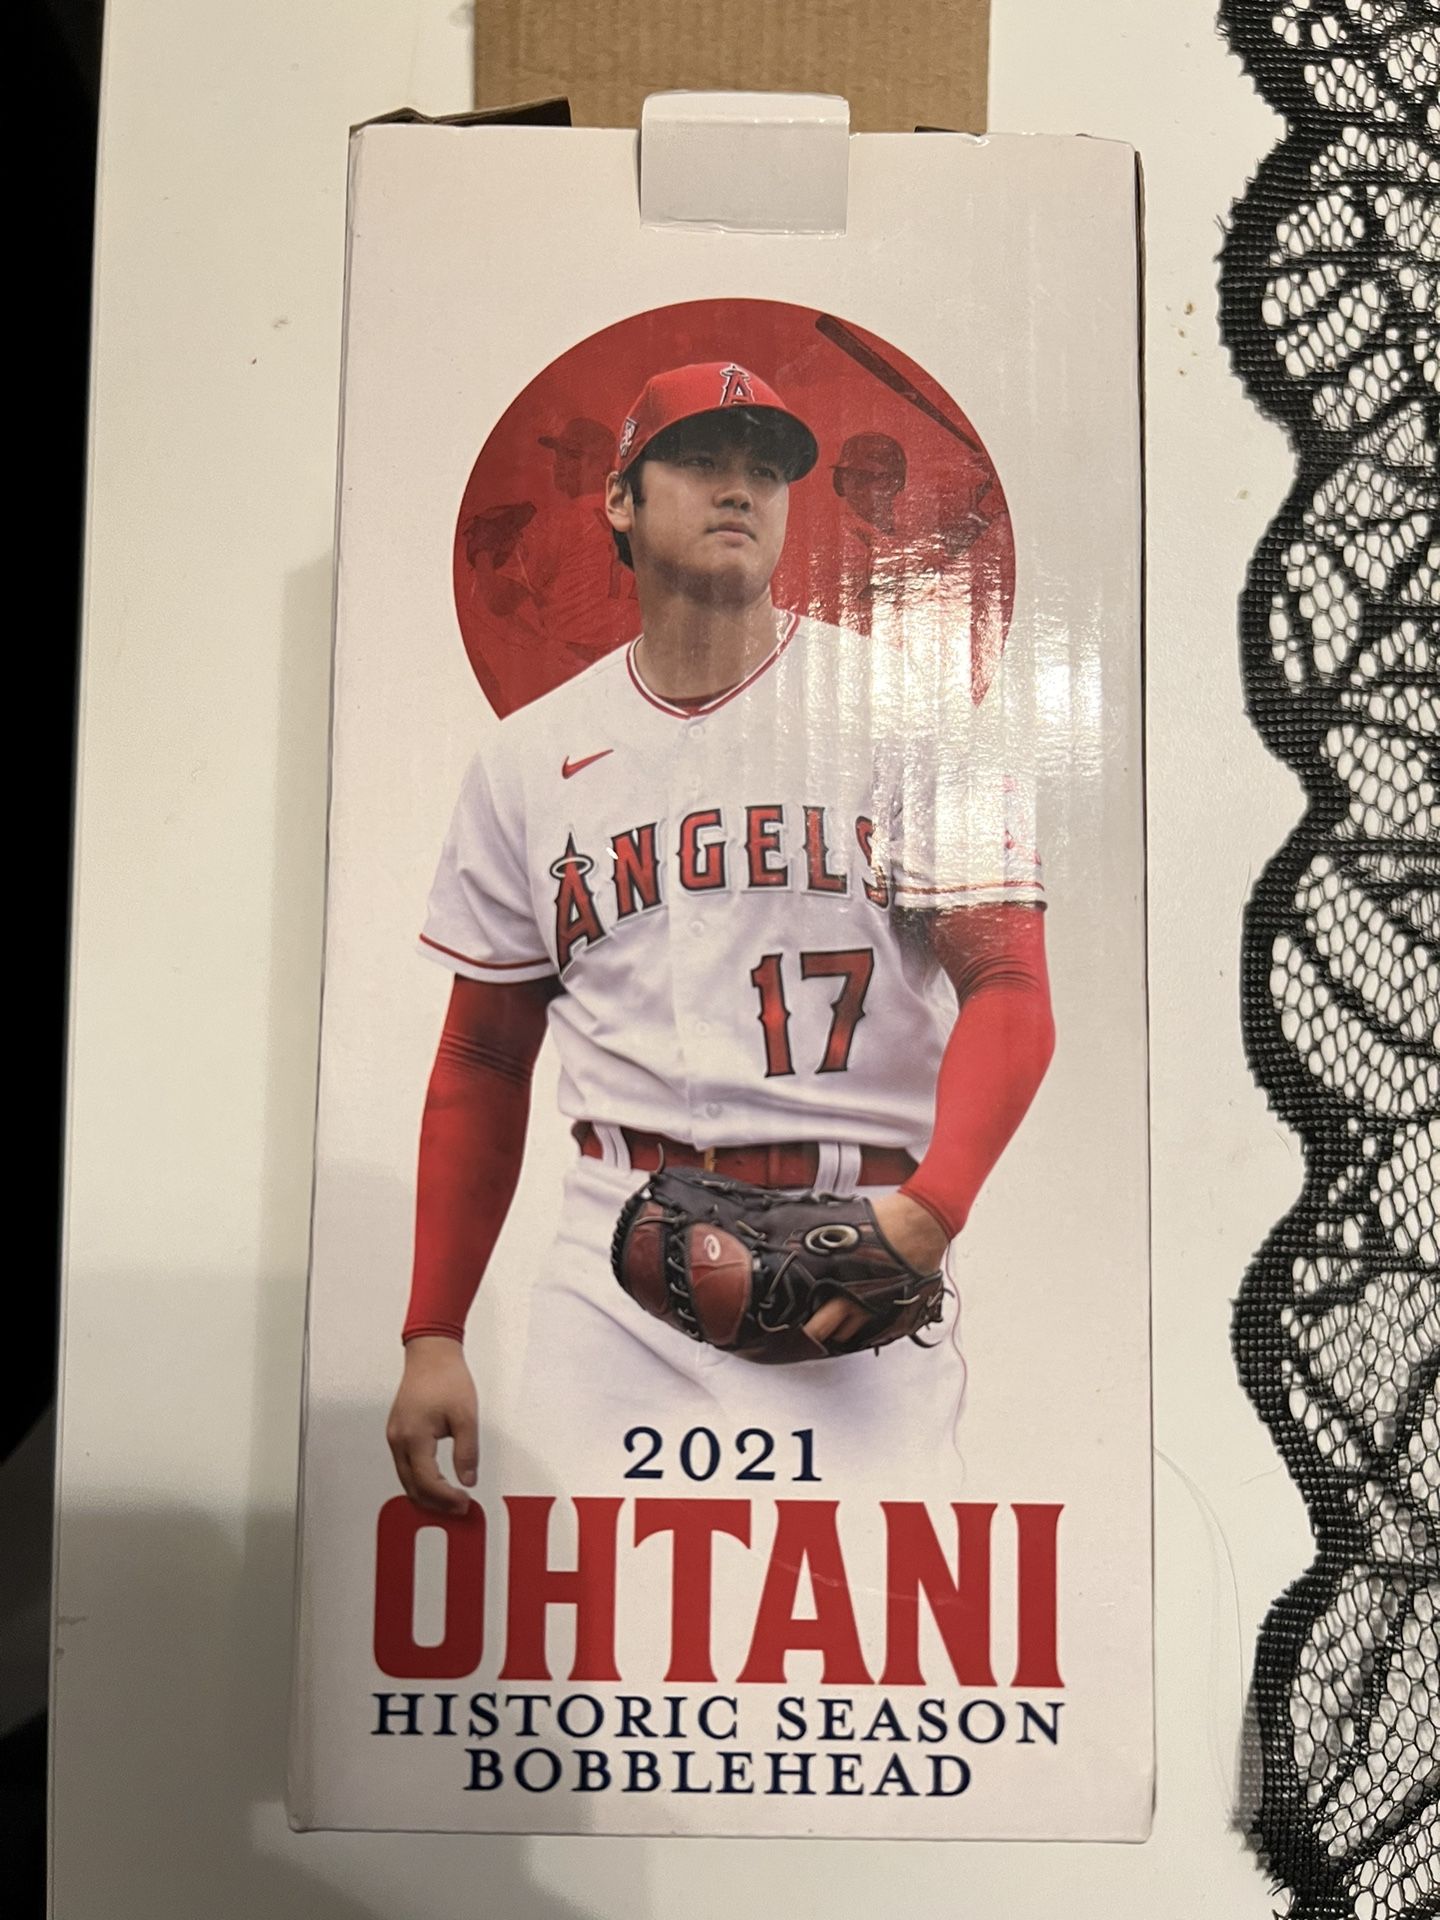 A
ANGELS
17
2021
OHTANI
HISTORIC SEASON
BOBBLEHEAD